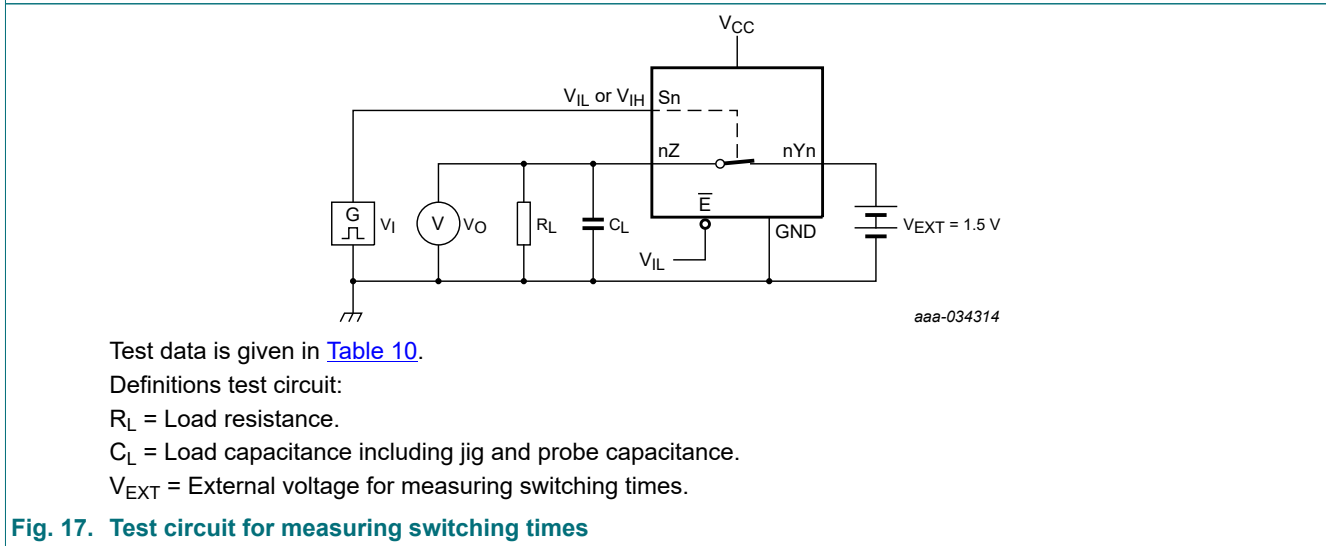 VCC
VIL or VIH
Sn
nZ
nYn
E
GND
G
VI
V
VO
RL
CL
VIL
VEXT = 1.5 V
aaa-034314
Test data is given in Table 10.
Definitions test circuit:
RL = Load resistance.
CL = Load capacitance including jig and probe capacitance.
VEXT = External voltage for measuring switching times.
Fig. 17. Test circuit for measuring switching times